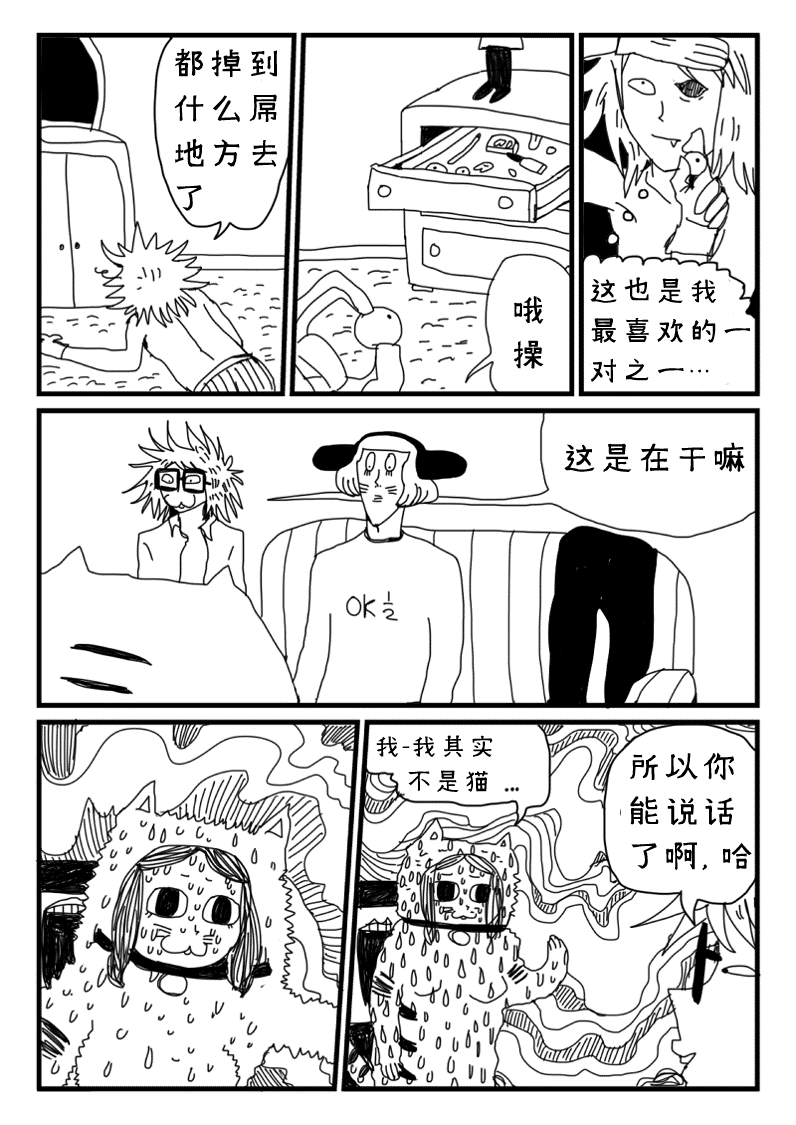 都掉到
什么屌
地方去
了
哦
操
这也是我
最喜欢的一
对之一…
这是在干嘛
OK ½
我-我其实
不是猫 …
所以你
能说话
了啊, 哈